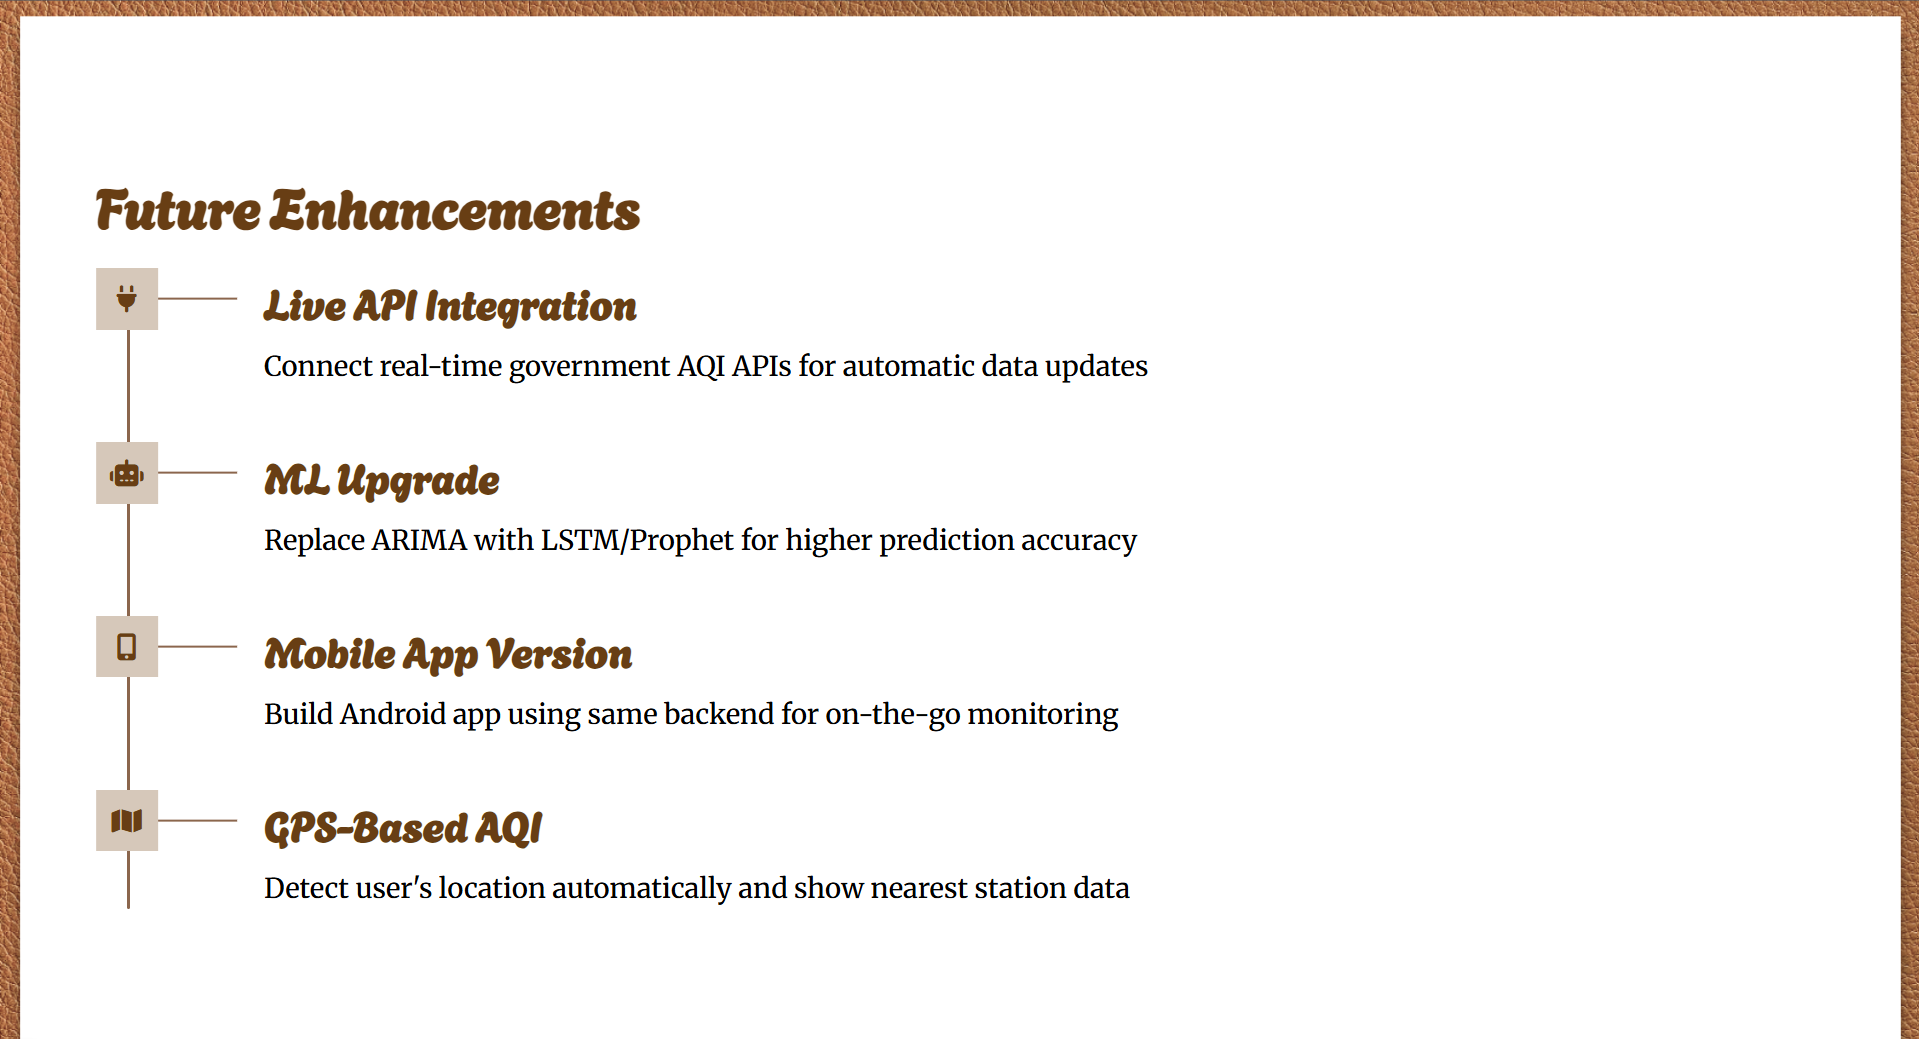 Future Enhancements
Live API Integration
Connect real-time government AQI APIs for automatic data updates
ML Upgrade
Replace ARIMA with LSTM/Prophet for higher prediction accuracy
Mobile App Version
Build Android app using same backend for on-the-go monitoring
GPS-Based AQI
Detect user's location automatically and show nearest station data